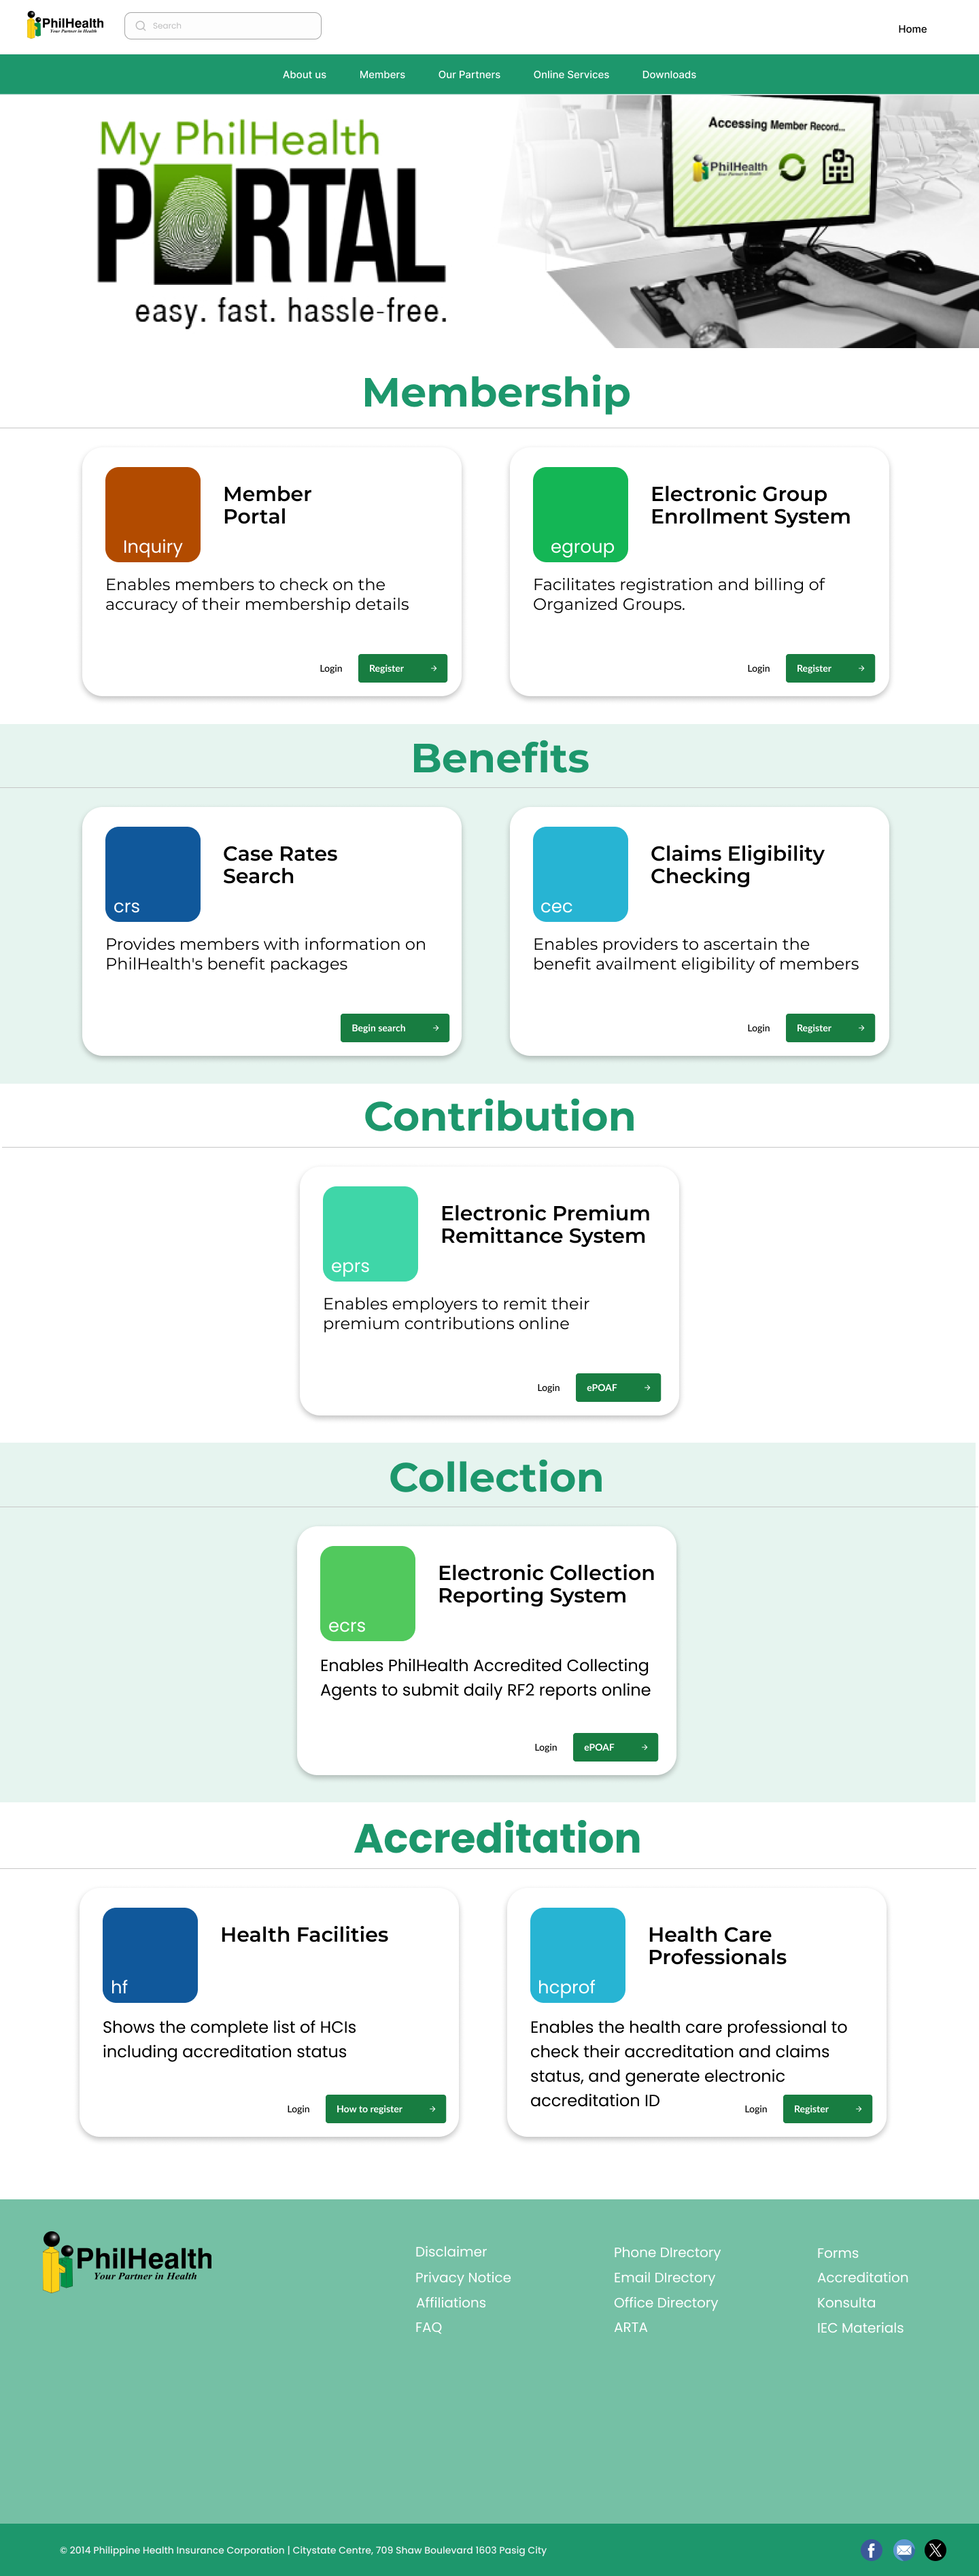 PhilHealth
Your Partner in Health
Search
Home
About us
Members
Our Partners
Online Services
Downloads
My PhilHealth
PORTAL
easy. fast. hassle-free.
Accessing Member Record...
PhilHealth
Your Partner in Health
Membership
Inquiry
Member
Portal
Enables members to check on the
accuracy of their membership details
Login
Register
egroup
Electronic Group
Enrollment System
Facilitates registration and billing of
Organized Groups.
Login
Register
Benefits
crs
Case Rates
Search
Provides members with information on
PhilHealth's benefit packages
Begin search
cec
Claims Eligibility
Checking
Enables providers to ascertain the
benefit availment eligibility of members
Login
Register
Contribution
eprs
Electronic Premium
Remittance System
Enables employers to remit their
premium contributions online
Login
ePOAF
Collection
ecrs
Electronic Collection
Reporting System
Enables PhilHealth Accredited Collecting
Agents to submit daily RF2 reports online
Login
ePOAF
Accreditation
hf
Health Facilities
Shows the complete list of HCIs
including accreditation status
Login
How to register
hcprof
Health Care
Professionals
Enables the health care professional to
check their accreditation and claims
status, and generate electronic
accreditation ID
Login
Register
PhilHealth
Your Partner in Health
Disclaimer
Privacy Notice
Affiliations
FAQ
Phone DIrectory
Email DIrectory
Office Directory
ARTA
Forms
Accreditation
Konsulta
IEC Materials
© 2014 Philippine Health Insurance Corporation | Citystate Centre, 709 Shaw Boulevard 1603 Pasig City